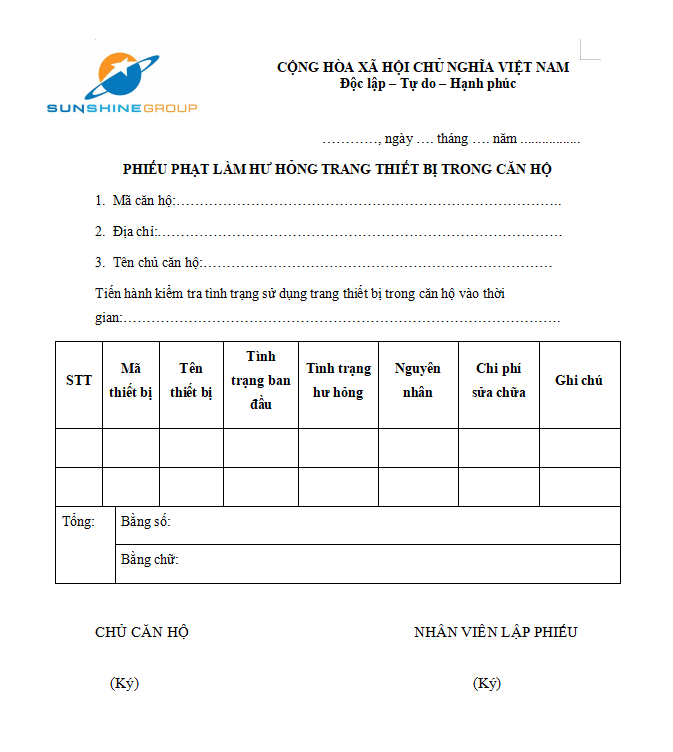 SUNSHINEGROUP
CỘNG HÒA XÃ HỘI CHỦ NGHĨA VIỆT NAM
Độc lập – Tự do – Hạnh phúc
…………, ngày …. tháng …. năm .................
PHIẾU PHẠT LÀM HƯ HỎNG TRANG THIẾT BỊ TRONG CĂN HỘ
1. Mã căn hộ:……………………………………………………………………….
2. Địa chỉ:…………………………………………………………………………
3. Tên chủ căn hộ:…………………………………………………………………
Tiến hành kiểm tra tình trạng sử dụng trang thiết bị trong căn hộ vào thời
gian:……………………………………………………………………………….
STT
Mã
thiết bị
Tên
thiết bị
Tình
trạng ban
đầu
Tình trạng
hư hỏng
Nguyên
nhân
Chi phí
sửa chữa
Ghi chú
Tổng:
Bằng số:
Bằng chữ:
CHỦ CĂN HỘ
NHÂN VIÊN LẬP PHIẾU
(Ký)
(Ký)